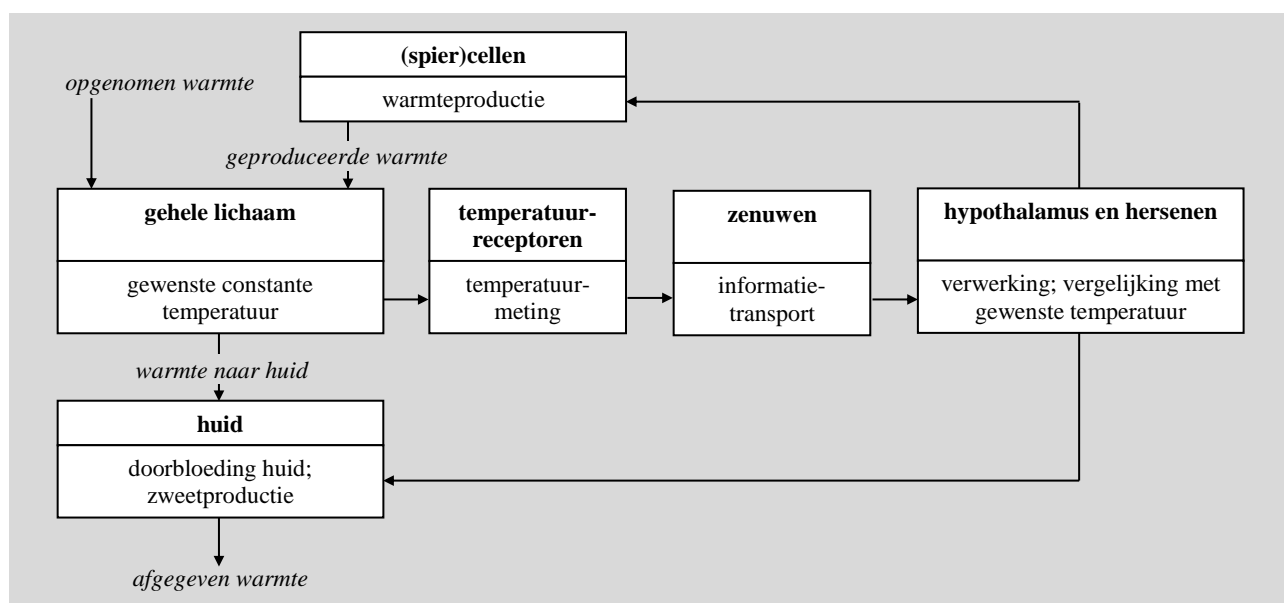 (spier)cellen
warmteproductie
opgenomen warmte
geproduceerde warmte
gehele lichaam
gewenste constante
temperatuur
temperatuur-
receptoren
temperatuur-
meting
zenuwen
informatie-
transport
hypothalamus en hersenen
verwerking; vergelijking met
gewenste temperatuur
warmte naar huid
huid
doorbloeding huid;
zweetproductie
afgegeven warmte